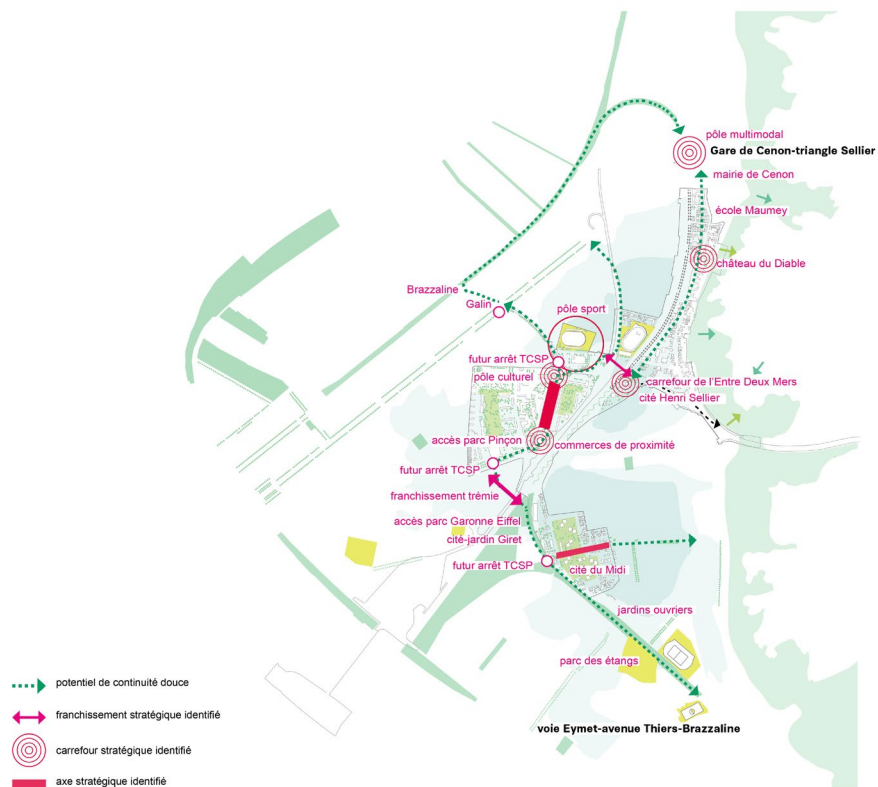 pôle multimodal
Gare de Cenon-triangle Sellier
mairie de Cenon
école Maumey
château du Diable
Brazzaline
Galin
pôle sport
futur arrêt TCSP
pôle culturel
carrefour de l'Entre Deux Mers
cité Henri Sellier
accès parc Pinçon
commerces de proximité
futur arrêt TCSP
franchissement trémie
accès parc Garonne Eiffel
cité-jardin Giret
futur arrêt TCSP
cité du Midi
jardins ouvriers
parc des étangs
voie Eymet-avenue Thiers-Brazzaline
potentiel de continuité douce
franchissement stratégique identifié
carrefour stratégique identifié
axe stratégique identifié